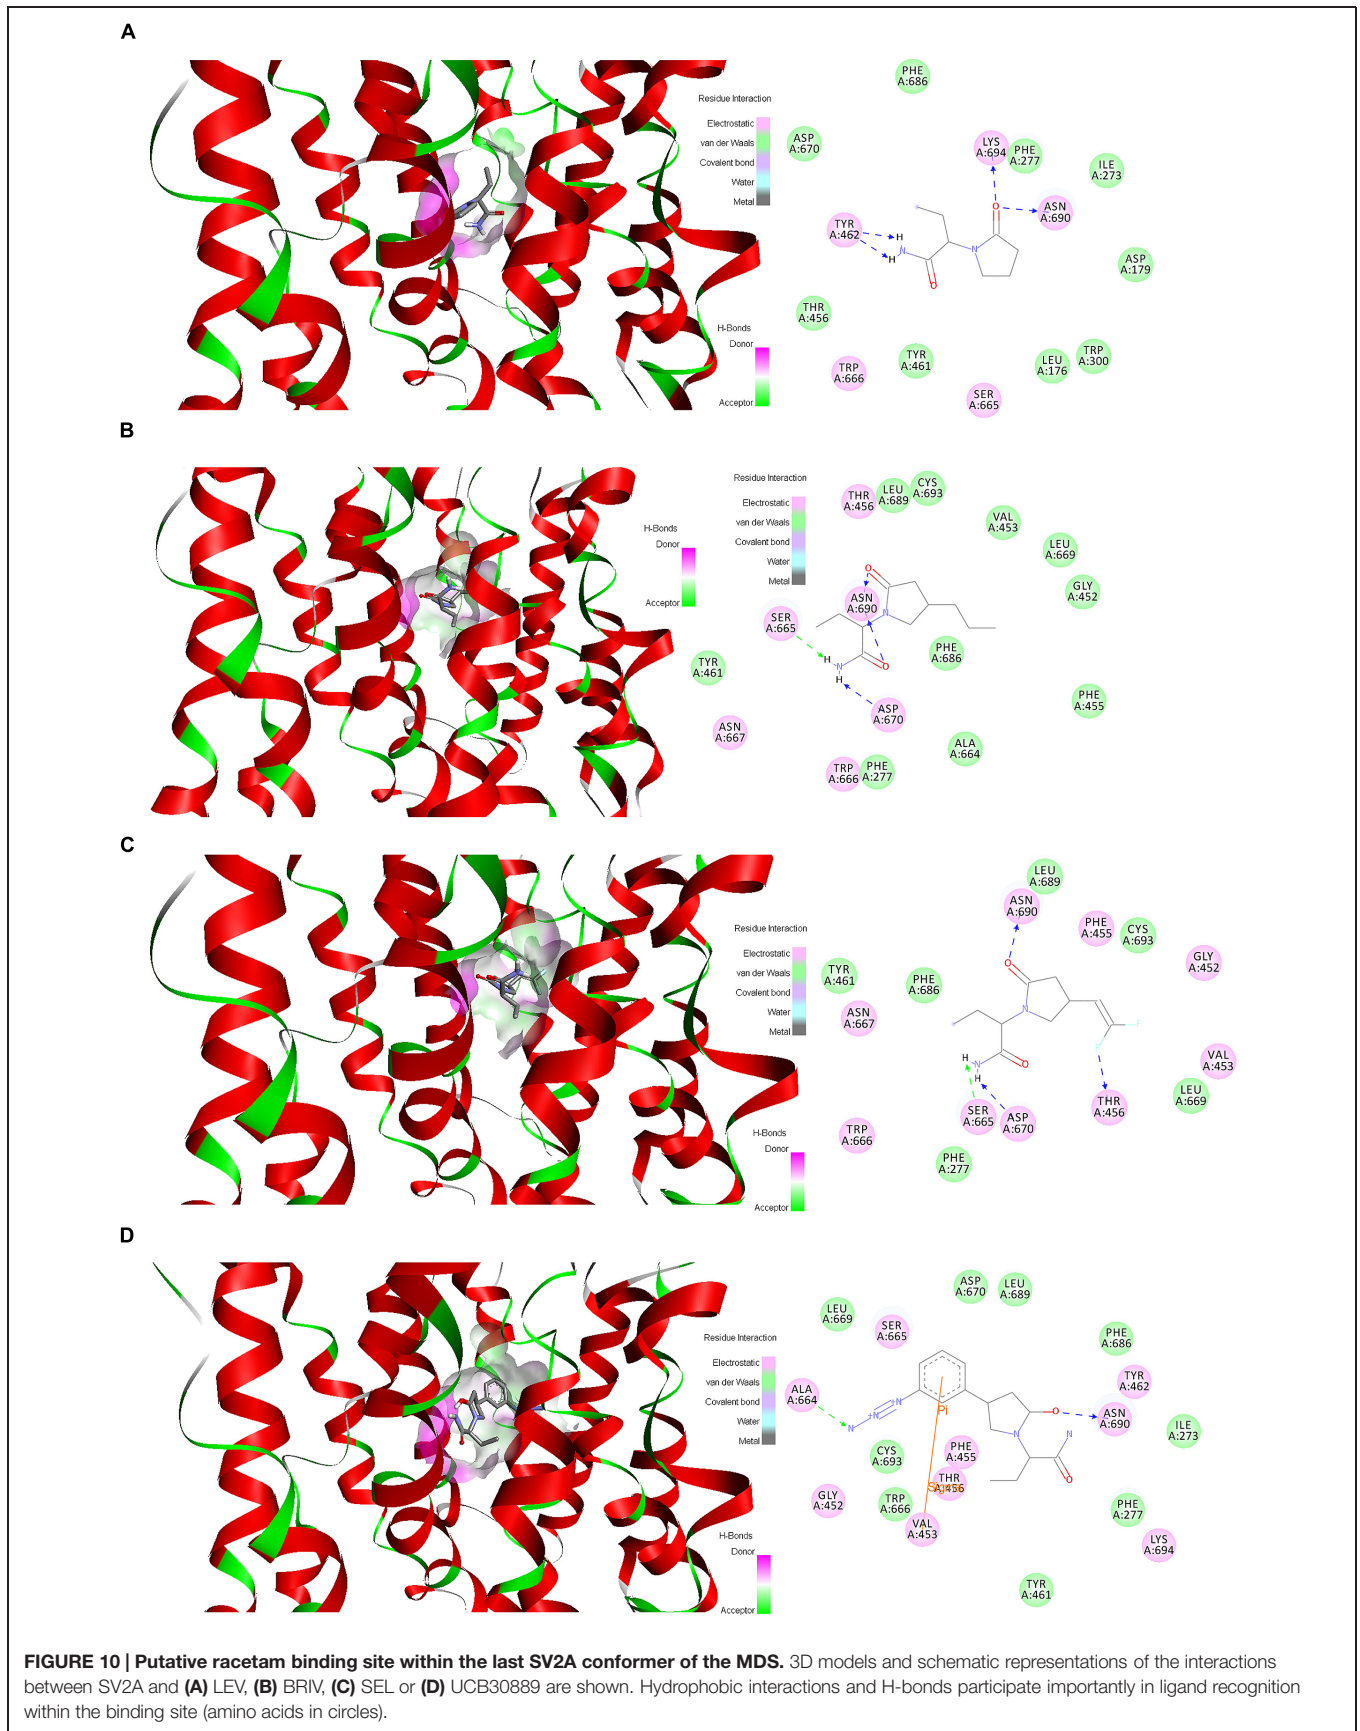 A
Residue Interaction
Electrostatic
van der Waals
Covalent bond
Water
Metal
H-Bonds
Donor
Acceptor
PHE
A:686
ASP
A:670
LYS
A:694
PHE
A:277
ILE
A:273
TYR
A:462
ASN
A:690
H
H
N
O
O
N
ASP
A:179
THR
A:456
TRP
A:666
TYR
A:461
SER
A:665
LEU
A:176
TRP
A:300
B
Residue Interaction
Electrostatic
van der Waals
Covalent bond
Water
Metal
H-Bonds
Donor
Acceptor
THR
A:456
LEU
A:689
CYS
A:693
VAL
A:453
LEU
A:669
GLY
A:452
O
ASN
A:690
N
SER
A:665
H
N
H
O
PHE
A:686
TYR
A:461
ASP
A:670
PHE
A:455
ASN
A:667
ALA
A:664
TRP
A:666
PHE
A:277
C
Residue Interaction
Electrostatic
van der Waals
Covalent bond
Water
Metal
H-Bonds
Donor
Acceptor
LEU
A:689
ASN
A:690
PHE
A:455
CYS
A:693
GLY
A:452
TYR
A:461
PHE
A:686
O
ASN
A:667
N
F
F
H
N
H
O
VAL
A:453
LEU
A:669
THR
A:456
SER
A:665
ASP
A:670
TRP
A:666
PHE
A:277
D
Residue Interaction
Electrostatic
van der Waals
Covalent bond
Water
Metal
H-Bonds
Donor
Acceptor
ASP
A:670
LEU
A:689
LEU
A:669
SER
A:665
PHE
A:686
TYR
A:462
ALA
A:664
N
N
N
Pi
O
ASN
A:690
ILE
A:273
N
N
O
CYS
A:693
PHE
A:455
THR
A:456
Sigma
GLY
A:452
TRP
A:666
VAL
A:453
PHE
A:277
LYS
A:694
TYR
A:461
FIGURE 10 | Putative racetam binding site within the last SV2A conformer of the MDS. 3D models and schematic representations of the interactions
between SV2A and (A) LEV, (B) BRIV, (C) SEL or (D) UCB30889 are shown. Hydrophobic interactions and H-bonds participate importantly in ligand recognition
within the binding site (amino acids in circles).